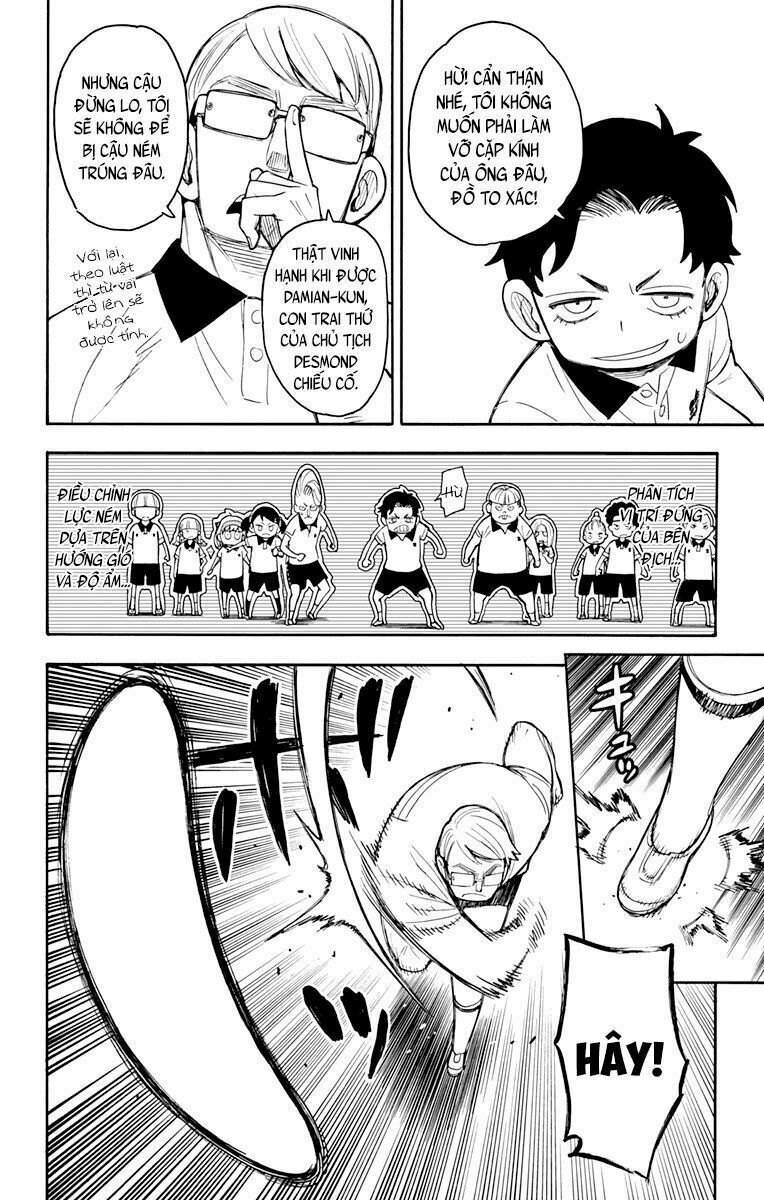 HỪ! CẨN THẬN
NHÉ, TÔI KHÔNG
MUỐN PHẢI LÀM
VỠ CẶP KÍNH
CỦA ÔNG ĐÂU,
ĐỒ TO XÁC!
NHƯNG CẬU
ĐỪNG LO, TÔI
SẼ KHÔNG ĐỂ
BỊ CẬU NÉM
TRÚNG ĐÂU.
THẬT VINH
HẠNH KHI ĐƯỢC
DAMIAN-KUN,
CON TRAI THỨ
CỦA CHỦ TỊCH
DESMOND
CHIẾU CỐ.
Với lại,
theo luật
thì từ vai
trở lên sẽ
không
được tính.
PHÂN TÍCH
VỊ TRÍ ĐỨNG
CỦA BÊN
ĐỊCH...
Hừ
ĐIỀU CHỈNH
LỰC NÉM
DỰA TRÊN
HƯỚNG GIÓ
VÀ ĐỘ ẨM...
キュッ
HÂY!